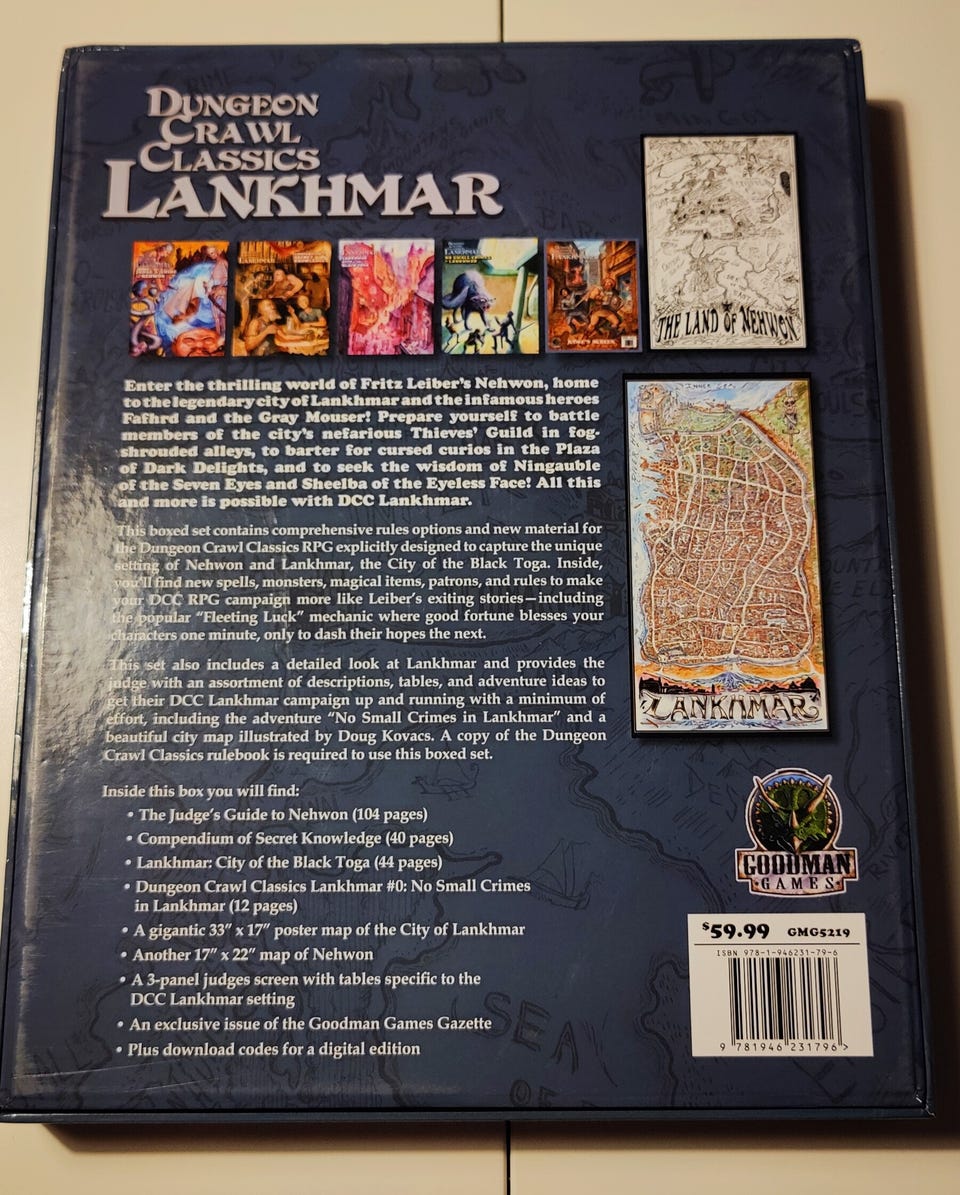 DUNGEON
CRAWL
CLASSICS
LANKHMAR
THE LAND OF NEHWON
Enter the thrilling world of Fritz Leiber's Nehwon, home
to the legendary city of Lankhmar and the infamous heroes
Fafhrd and the Gray Mouser! Prepare yourself to battle
members of the city's nefarious Thieves' Guild in fog-
shrouded alleys, to barter for cursed curios in the Plaza
of Dark Delights, and to seek the wisdom of Ningauble
of the Seven Eyes and Sheelba of the Eyeless Face! All this
and more is possible with DCC Lankhmar.
This boxed set contains comprehensive rules options and new material for
the Dungeon Crawl Classics RPG explicitly designed to capture the unique
setting of Nehwon and Lankhmar, the City of the Black Toga. Inside,
you'll find new spells, monsters, magical items, patrons, and rules to make
your DCC RPG campaign more like Leiber's exiting stories—including
the popular "Fleeting Luck" mechanic where good fortune blesses your
characters one minute, only to dash their hopes the next.
This set also includes a detailed look at Lankhmar and provides the
judge with an assortment of descriptions, tables, and adventure ideas to
get their DCC Lankhmar campaign up and running with a minimum of
effort, including the adventure "No Small Crimes in Lankhmar" and a
beautiful city map illustrated by Doug Kovacs. A copy of the Dungeon
Crawl Classics rulebook is required to use this boxed set.
INNER SEA
LANKHMAR
Inside this box you will find:
• The Judge's Guide to Nehwon (104 pages)
• Compendium of Secret Knowledge (40 pages)
• Lankhmar: City of the Black Toga (44 pages)
• Dungeon Crawl Classics Lankhmar #0: No Small Crimes
in Lankhmar (12 pages)
• A gigantic 33" x 17" poster map of the City of Lankhmar
• Another 17" x 22" map of Nehwon
• A 3-panel judges screen with tables specific to the
DCC Lankhmar setting
• An exclusive issue of the Goodman Games Gazette
• Plus download codes for a digital edition
GOODMAN
GAMES
$59.99 GMG5219
ISBN 978-1-946231-79-6
9 781946 231796 >
SEA
OF